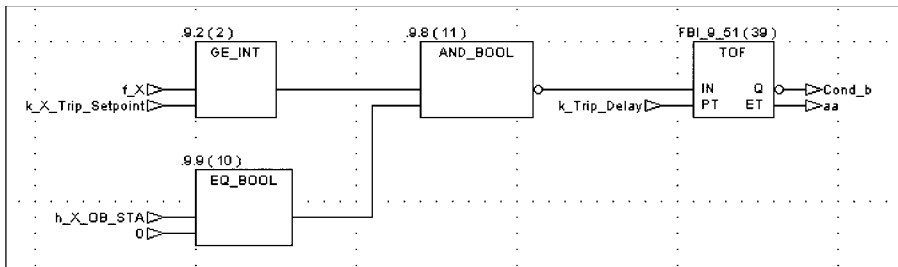 .9.2 ( 2 )
GE_INT
f_X
k_X_Trip_Setpoint
.9.8 ( 11 )
AND_BOOL
FBI_9_51 ( 39 )
TOF
IN Q
PT ET
k_Trip_Delay
Cond_b
aa
.9.9 ( 10 )
EQ_BOOL
h_X_OB_STA
0